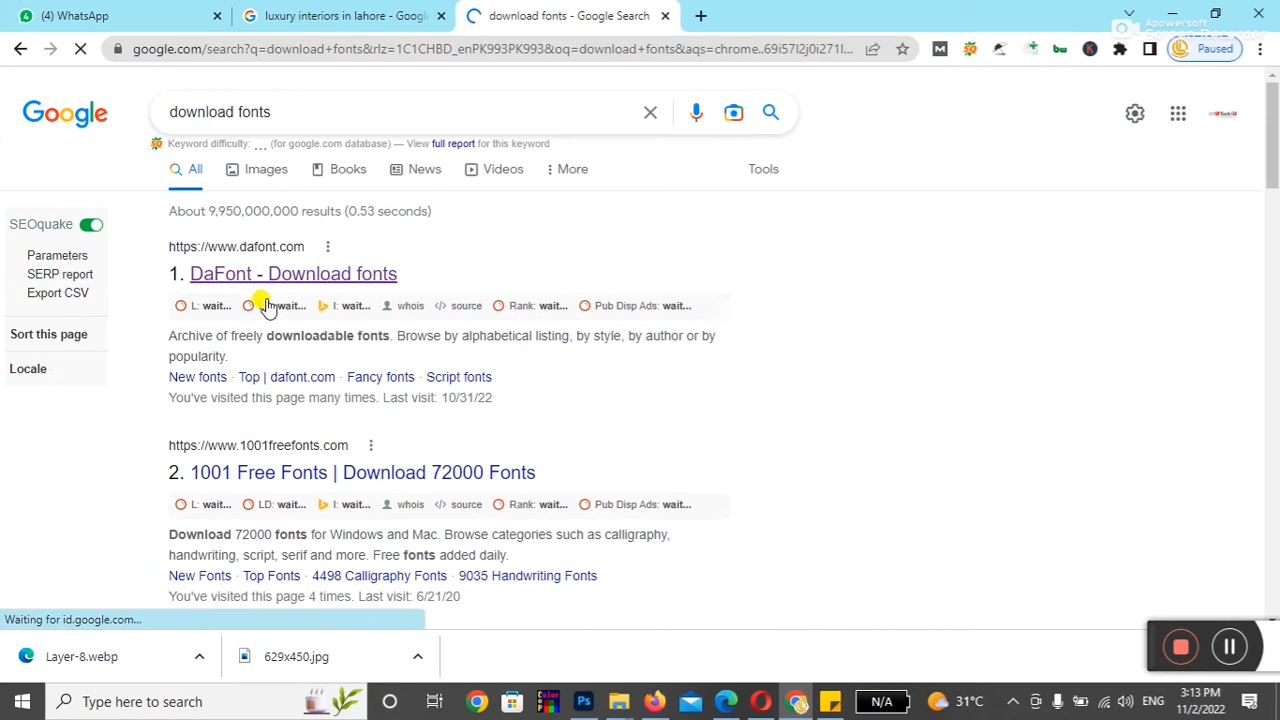 (4) WhatsApp
luxury interiors in lahore - Google
download fonts - Google Search
Apowersoft
Screen Recorder
google.com/search?q=download+fonts&rlz=1C1CHBD_enPK993PK993&oq=download+fonts&aqs=chrome..69i57l2j0i271l...
Paused
Google
download fonts
Keyword difficulty: ... (for google.com database) — View full report for this keyword
All
Images
Books
News
Videos
More
Tools
SEOquake
Parameters
SERP report
Export CSV
Sort this page
Locale
About 9,950,000,000 results (0.53 seconds)
https://www.dafont.com
1. DaFont - Download fonts
L: wait... wait... I: wait... whois source Rank: wait... Pub Disp Ads: wait...
Archive of freely downloadable fonts. Browse by alphabetical listing, by style, by author or by
popularity.
New fonts · Top | dafont.com · Fancy fonts · Script fonts
You've visited this page many times. Last visit: 10/31/22
https://www.1001freefonts.com
2. 1001 Free Fonts | Download 72000 Fonts
L: wait... LD: wait... I: wait... whois source Rank: wait... Pub Disp Ads: wait...
Download 72000 fonts for Windows and Mac. Browse categories such as calligraphy,
handwriting, script, serif and more. Free fonts added daily.
New Fonts · Top Fonts · 4498 Calligraphy Fonts · 9035 Handwriting Fonts
You've visited this page 4 times. Last visit: 6/21/20
Waiting for id.google.com...
Layer-8.webp
629x450.jpg
Type here to search
N/A
31°C
ENG
3:13 PM
11/2/2022